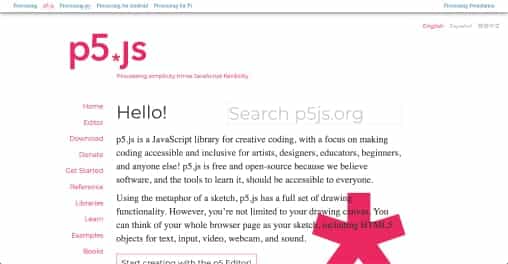 Processing p5.js Processing.py Processing for Android Processing for Pi Processing Foundation
English Español 简体中文
p5.js
Processing simplicity times JavaScript flexibility
Home
Editor
Download
Donate
Get Started
Reference
Libraries
Learn
Examples
Books
Hello!
Search p5js.org
p5.js is a JavaScript library for creative coding, with a focus on making
coding accessible and inclusive for artists, designers, educators, beginners,
and anyone else! p5.js is free and open-source because we believe
software, and the tools to learn it, should be accessible to everyone.
Using the metaphor of a sketch, p5.js has a full set of drawing
functionality. However, you're not limited to your drawing canvas. You
can think of your whole browser page as your sketch, including HTML5
objects for text, input, video, webcam, and sound.
Start creating with the p5 Editor!